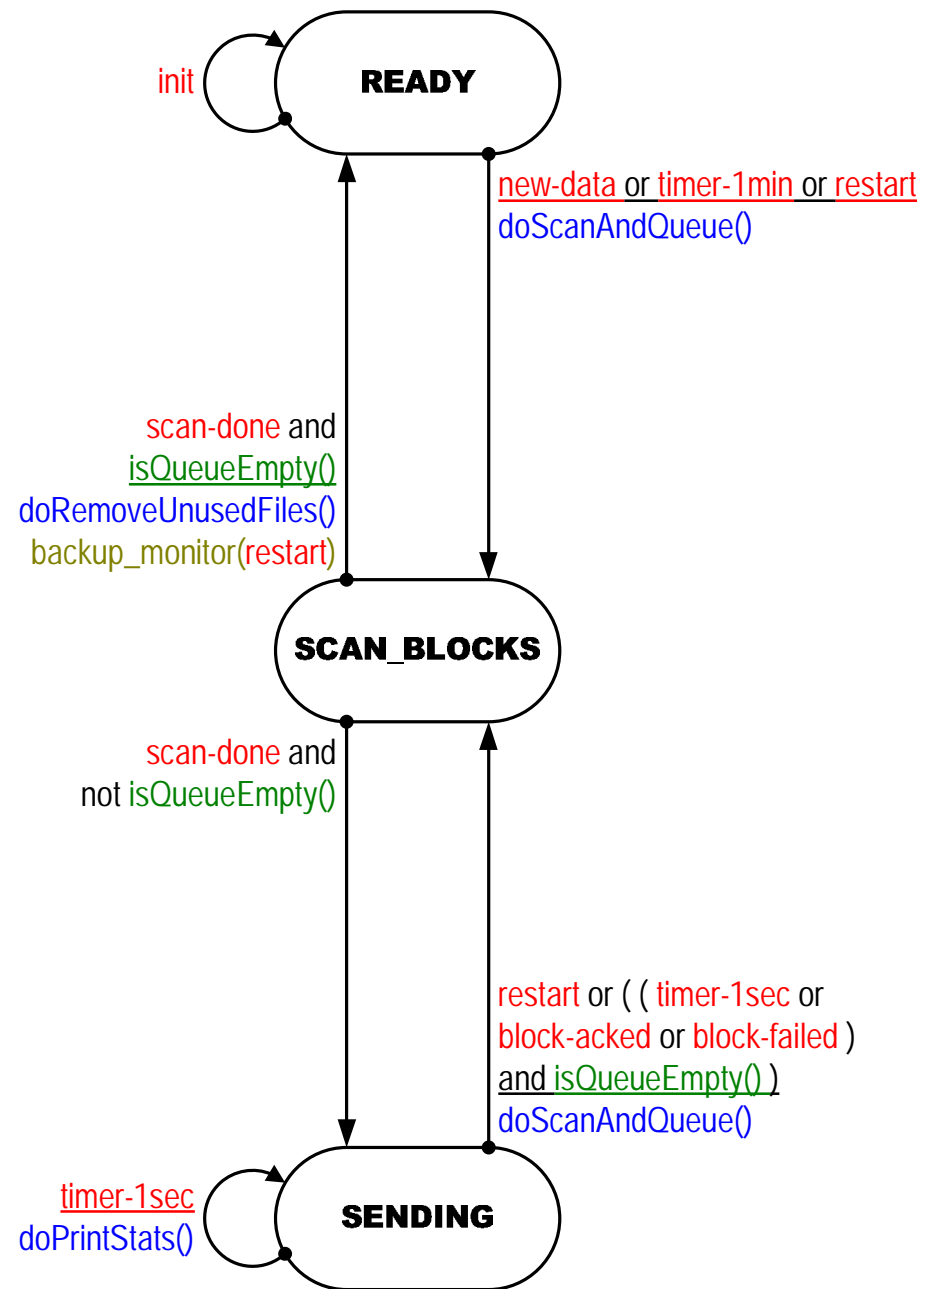 READY
init
new-data or timer-1min or restart
doScanAndQueue()
scan-done and
isQueueEmpty()
doRemoveUnusedFiles()
backup_monitor(restart)
SCAN_BLOCKS
scan-done and
not isQueueEmpty()
restart or ( ( timer-1sec or
block-acked or block-failed )
and isQueueEmpty() )
doScanAndQueue()
timer-1sec
doPrintStats()
SENDING